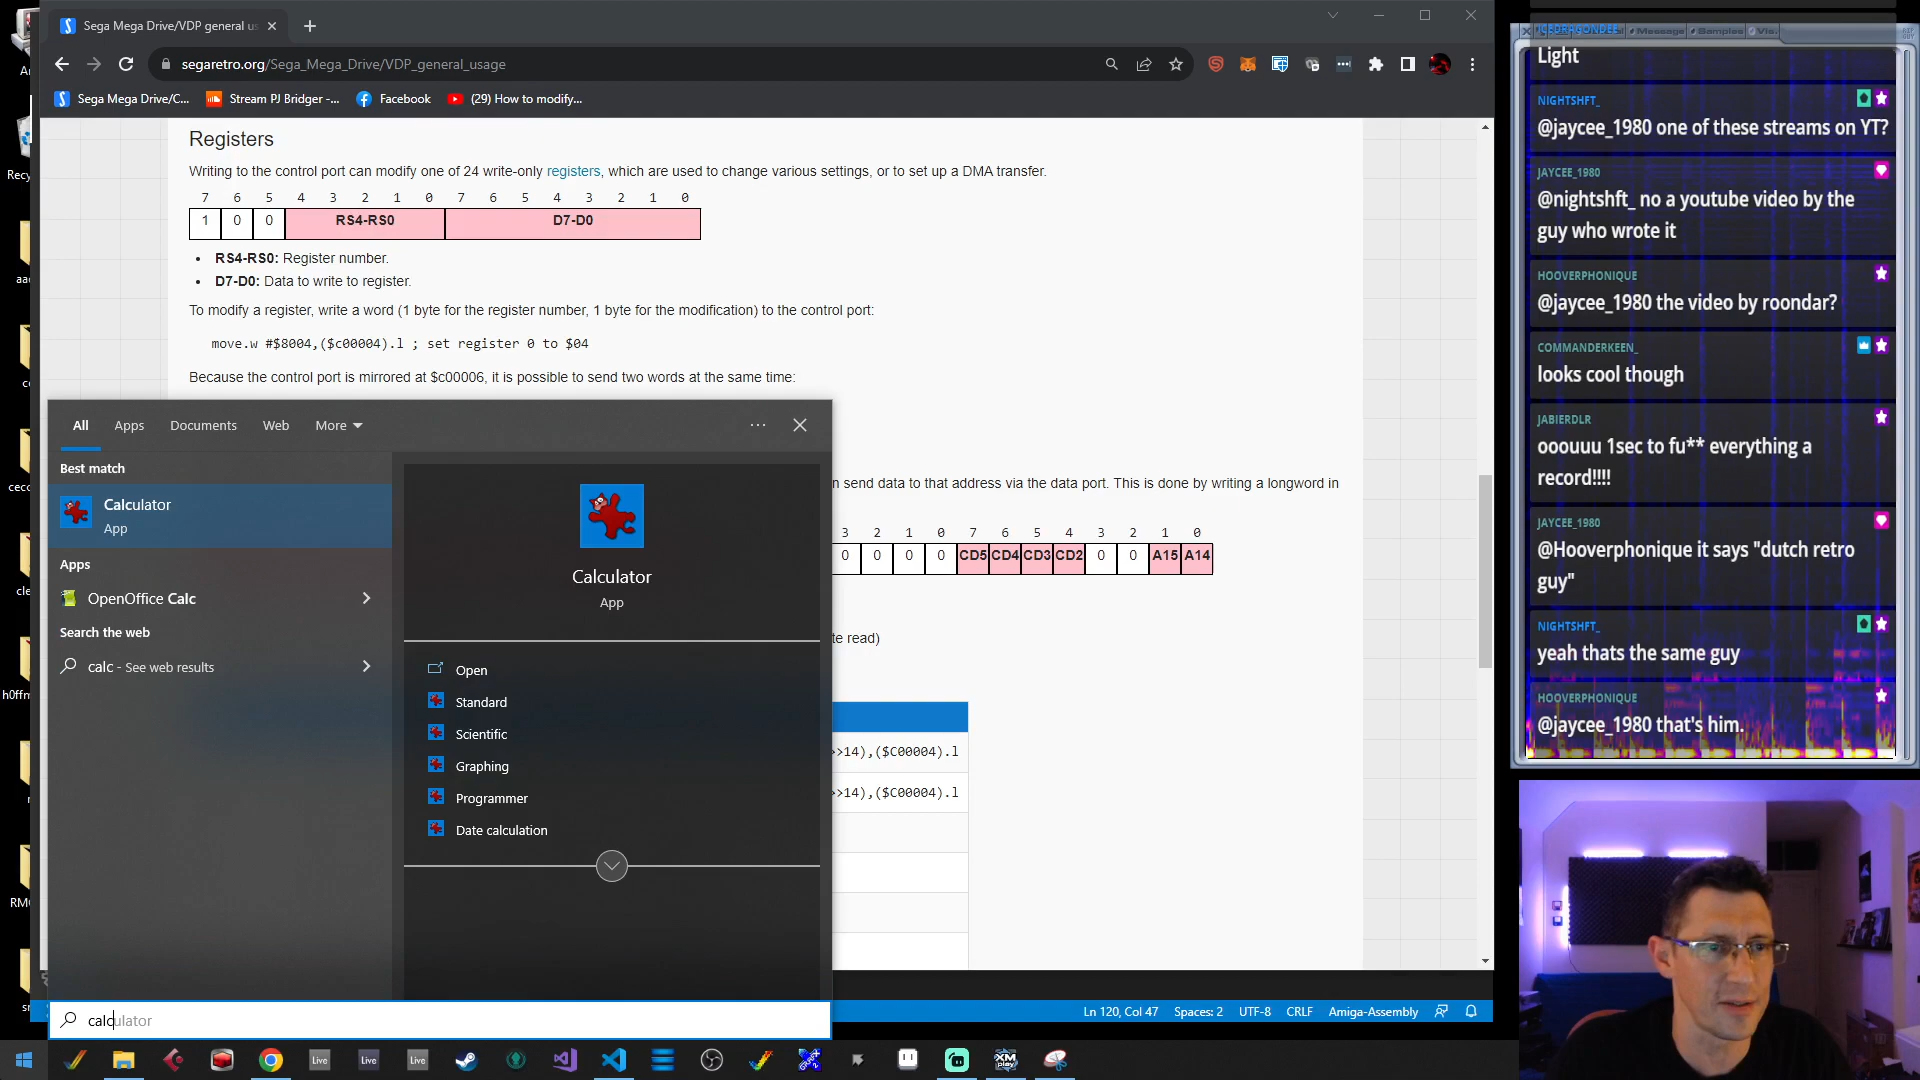 Sega Mega Drive/VDP general us
segaretro.org/Sega_Mega_Drive/VDP_general_usage
Sega Mega Drive/C...
Stream PJ Bridger -...
Facebook
(29) How to modify...
Registers
Writing to the control port can modify one of 24 write-only registers, which are used to change various settings, or to set up a DMA transfer.
7 6 5 4 3 2 1 0 7 6 5 4 3 2 1 0
1 0 0 RS4-RS0 D7-D0
• RS4-RS0: Register number.
• D7-D0: Data to write to register.
To modify a register, write a word (1 byte for the register number, 1 byte for the modification) to the control port:
move.w #$8004,($c00004).l ; set register 0 to $04
Because the control port is mirrored at $c00006, it is possible to send two words at the same time:
n send data to that address via the data port. This is done by writing a longword in
3 2 1 0 7 6 5 4 3 2 1 0
0 0 0 0 CD5 CD4 CD3 CD2 0 0 A15 A14
te read)
>>14),($C00004).l
>>14),($C00004).l
All Apps Documents Web More
Best match
Calculator
App
Apps
OpenOffice Calc
Search the web
calc - See web results
Calculator
App
Open
Standard
Scientific
Graphing
Programmer
Date calculation
calculator
Ln 120, Col 47 Spaces: 2 UTF-8 CRLF Amiga-Assembly
Live
Live
Live
XM
play
Light
NIGHTSHFT_
@jaycee_1980 one of these streams on YT?
JAYCEE_1980
@nightshft_ no a youtube video by the
guy who wrote it
HOOVERPHONIQUE
@jaycee_1980 the video by roondar?
COMMANDERKEEN_
looks cool though
JABIERDLR
ooouuu 1sec to fu** everything a
record!!!!
JAYCEE_1980
@Hooverphonique it says "dutch retro
guy"
NIGHTSHFT_
yeah thats the same guy
HOOVERPHONIQUE
@jaycee_1980 that's him.